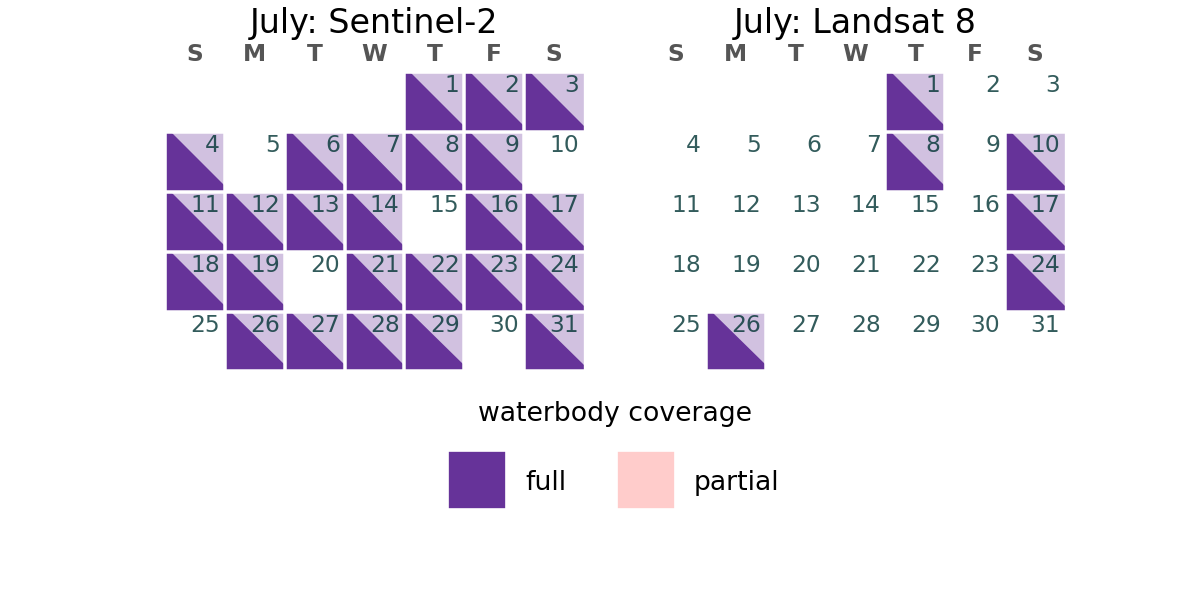 July: Sentinel-2
S M T W T F S
1 2 3
4 5 6 7 8 9 10
11 12 13 14 15 16 17
18 19 20 21 22 23 24
25 26 27 28 29 30 31
July: Landsat 8
S M T W T F S
1 2 3
4 5 6 7 8 9 10
11 12 13 14 15 16 17
18 19 20 21 22 23 24
25 26 27 28 29 30 31
waterbody coverage
full partial